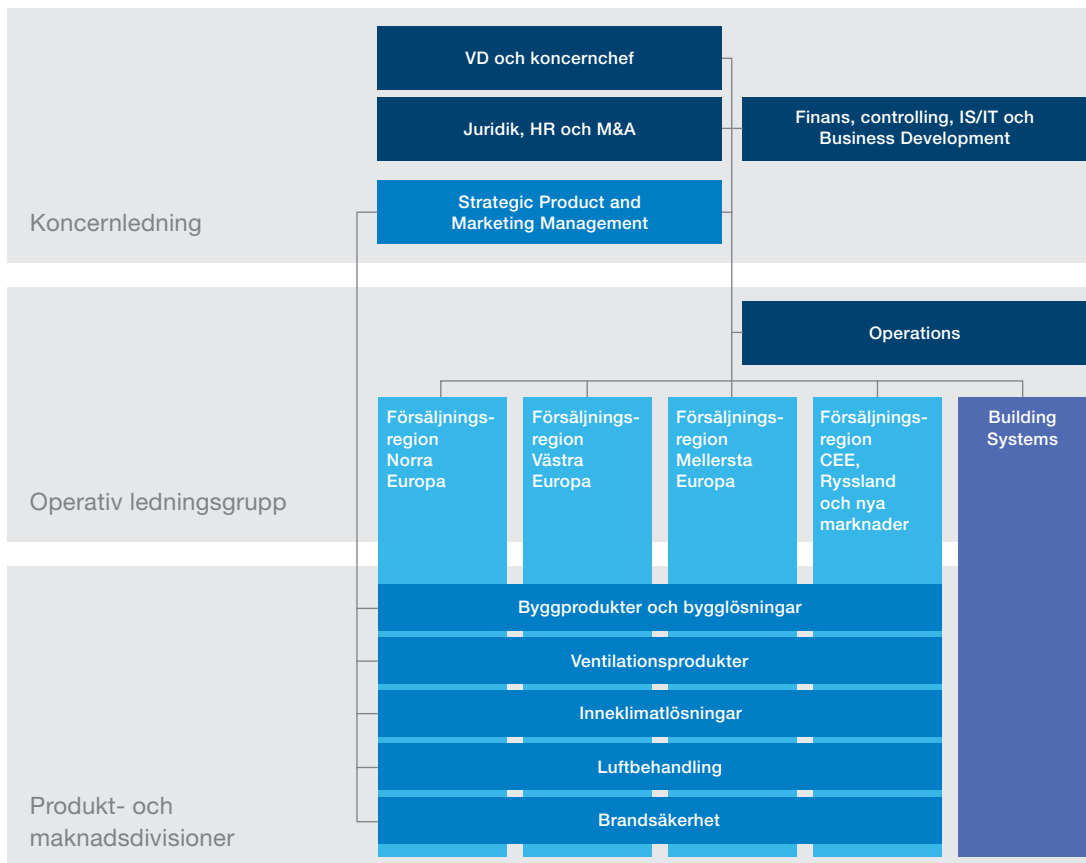 VD och koncernchef
Juridik, HR och M&A
Finans, controlling, IS/IT och
Business Development
Strategic Product and
Marketing Management
Koncernledning
Operations
Försäljnings-
region
Norra
Europa
Försäljnings-
region
Västra
Europa
Försäljnings-
region
Mellersta
Europa
Försäljnings-
region
CEE,
Ryssland
och nya
marknader
Building
Systems
Operativ ledningsgrupp
Byggprodukter och bygglösningar
Ventilationsprodukter
Inneklimatlösningar
Luftbehandling
Brandsäkerhet
Produkt- och
maknadsdivisioner